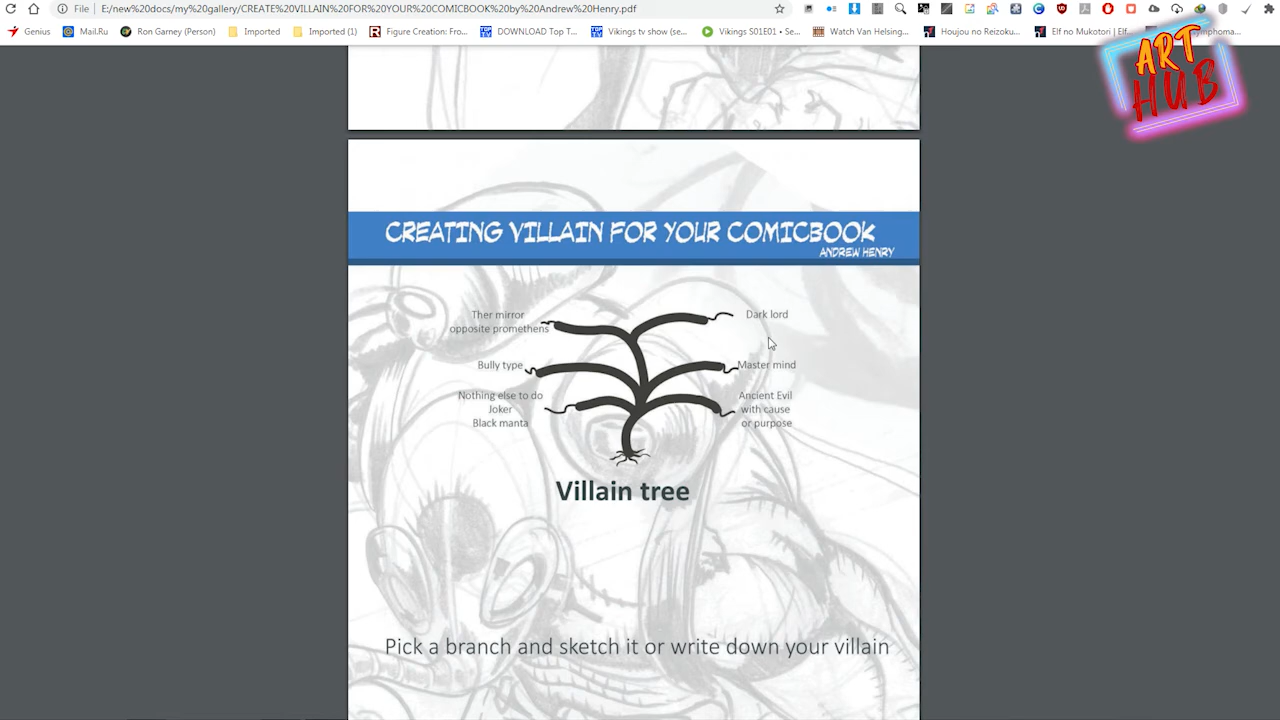 File
E:/new%20docs/my%20gallery/CREATE%20VILLAIN%20FOR%20YOUR%20COMICBOOK%20by%20Andrew%20Henry.pdf
Genius
Mail.Ru
Ron Garney (Person)
Imported
Imported (1)
Figure Creation: Fro...
DOWNLOAD Top T...
Vikings tv show (se...
Vikings S01E01 • Se...
Watch Van Helsing...
Houjou no Reizoku...
Elf no Mukotori | Elf...
ymphoma...
ART
HUB
CREATING VILLAIN FOR YOUR COMICBOOK
ANDREW HENRY
Ther mirror
opposite promethens
Dark lord
Bully type
Master mind
Nothing else to do
Joker
Black manta
Ancient Evil
with cause
or purpose
Villain tree
Pick a branch and sketch it or write down your villain